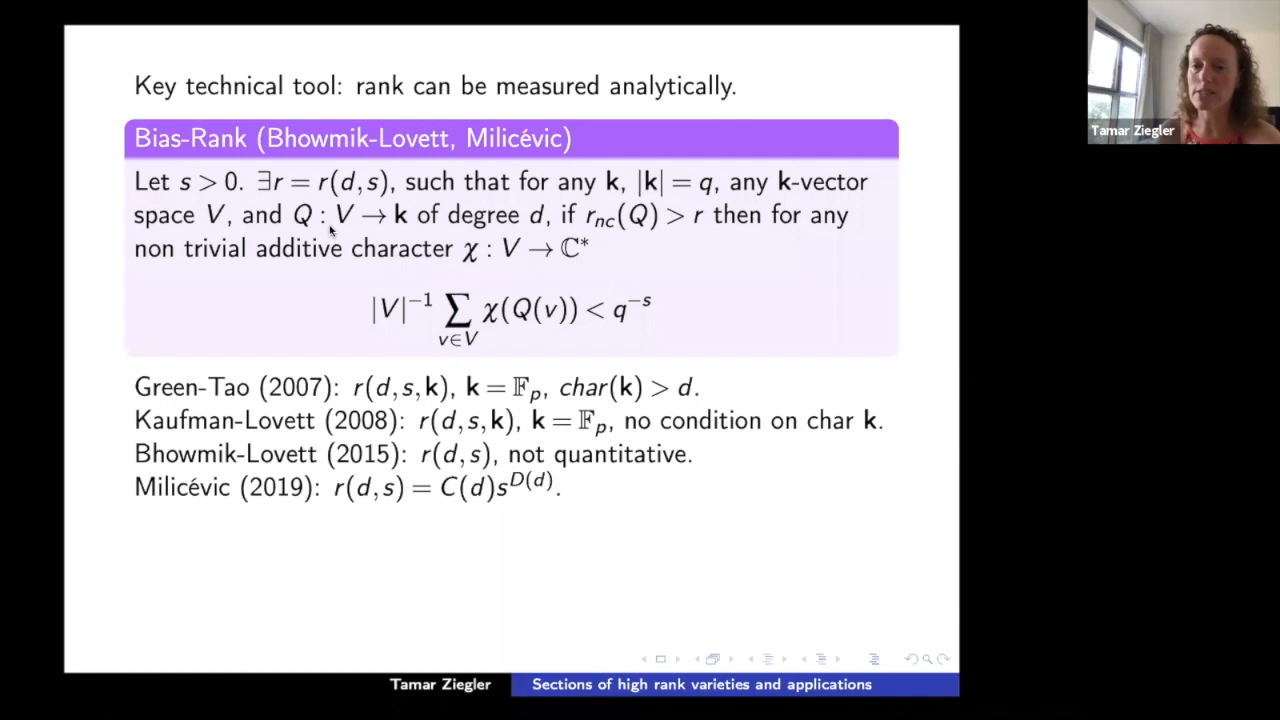 Key technical tool: rank can be measured analytically.
Bias-Rank (Bhowmik-Lovett, Milicévic)
Let s > 0. ∃r = r(d, s), such that for any k, |k| = q, any k-vector
space V, and Q : V → k of degree d, if r_{nc}(Q) > r then for any
non trivial additive character χ : V → ℂ*
|V|^{-1} ∑_{v∈V} χ(Q(v)) < q^{-s}
Green-Tao (2007): r(d, s, k), k = 𝔽_p, char(k) > d.
Kaufman-Lovett (2008): r(d, s, k), k = 𝔽_p, no condition on char k.
Bhowmik-Lovett (2015): r(d, s), not quantitative.
Milicévic (2019): r(d, s) = C(d)s^{D(d)}.
Tamar Ziegler
Sections of high rank varieties and applications
Tamar Ziegler